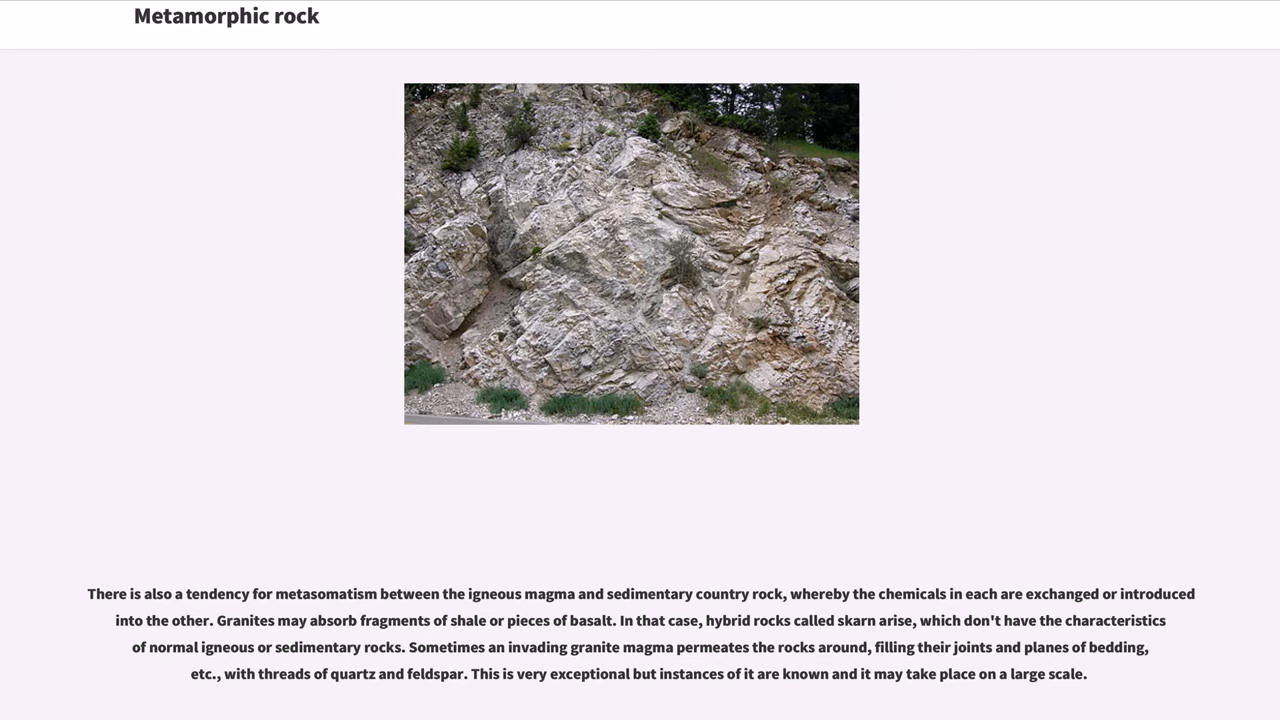 Metamorphic rock
There is also a tendency for metasomatism between the igneous magma and sedimentary country rock, whereby the chemicals in each are exchanged or introduced
into the other. Granites may absorb fragments of shale or pieces of basalt. In that case, hybrid rocks called skarn arise, which don't have the characteristics
of normal igneous or sedimentary rocks. Sometimes an invading granite magma permeates the rocks around, filling their joints and planes of bedding,
etc., with threads of quartz and feldspar. This is very exceptional but instances of it are known and it may take place on a large scale.